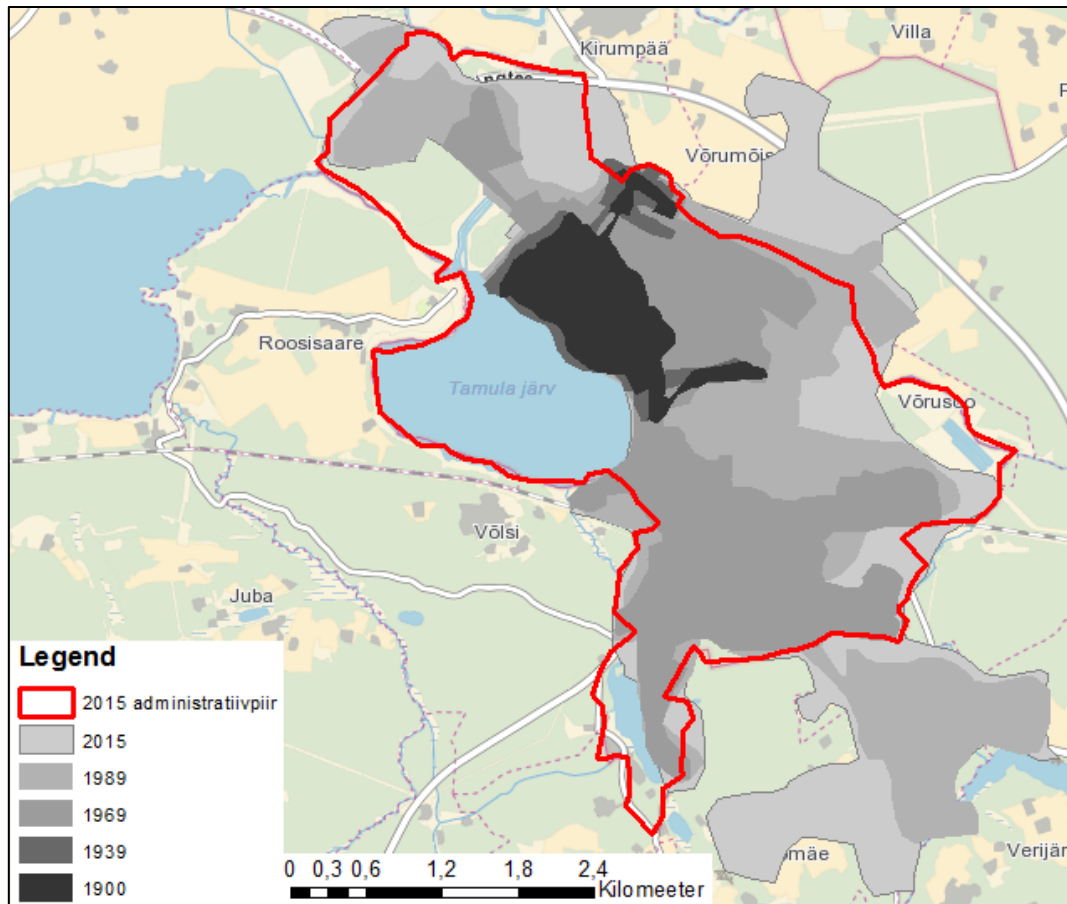 Villa
Kirumpää
Võrumõis
Roosisaare
Tamula järv
Võrusoo
Võlsi
Juba
Verijär
Legend
2015 administratiivpiir
2015
1989
1969
1939
1900
0 0,3 0,6 1,2 1,8 2,4
Kilomeeter